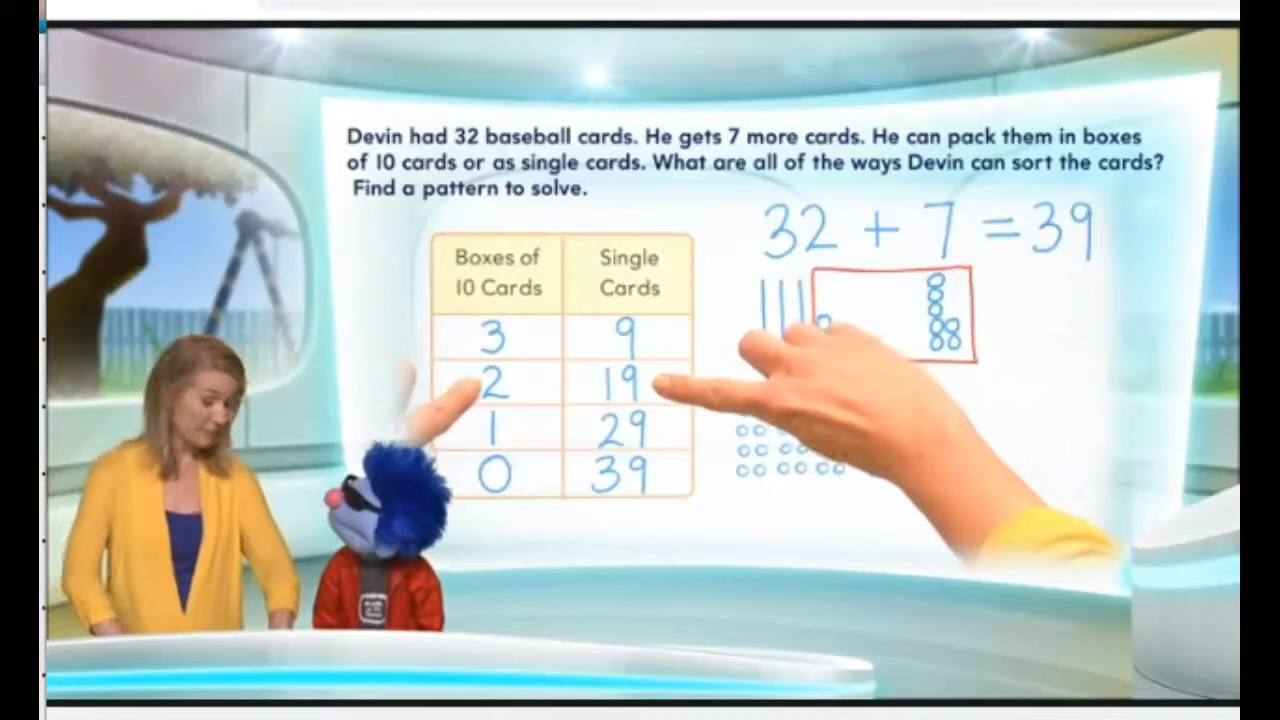 Devin had 32 baseball cards. He gets 7 more cards. He can pack them in boxes
of 10 cards or as single cards. What are all of the ways Devin can sort the cards?
Find a pattern to solve.
32 + 7 = 39
Boxes of
10 Cards
Single
Cards
3 9
2 19
1 29
0 39